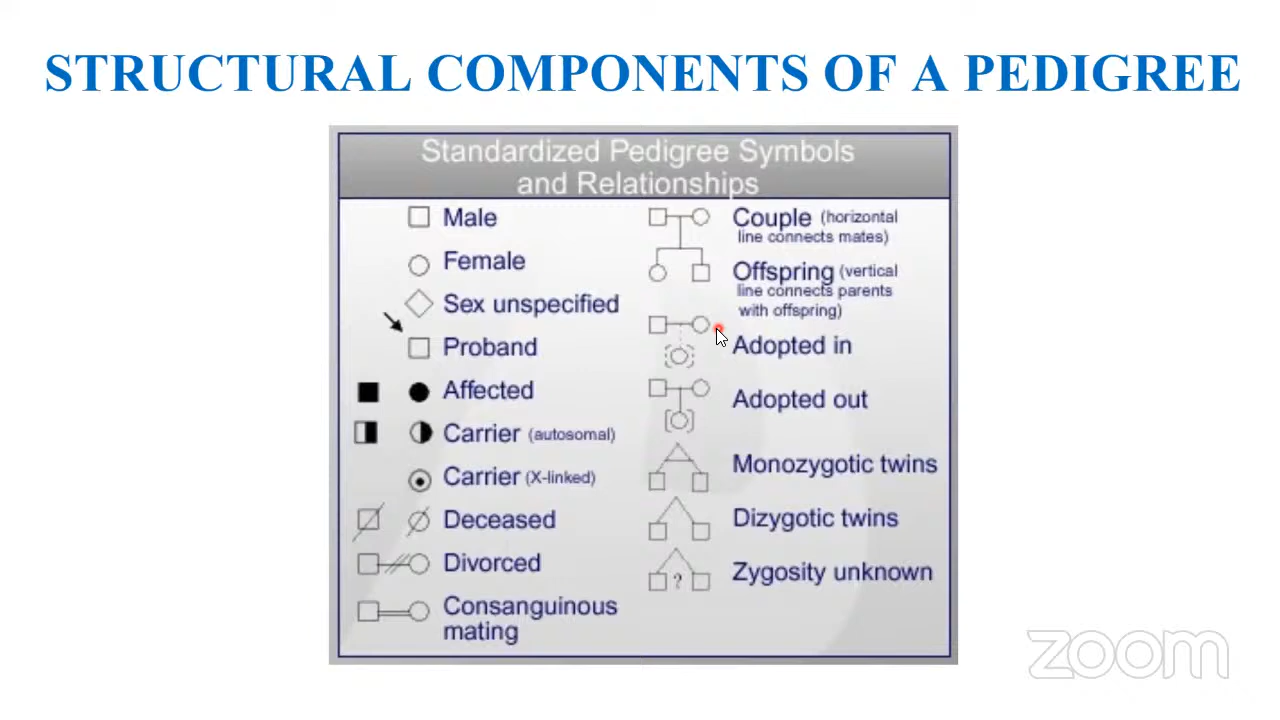 STRUCTURAL COMPONENTS OF A PEDIGREE
Standardized Pedigree Symbols
and Relationships
Male
Female
Sex unspecified
Proband
Affected
Carrier (autosomal)
Carrier (X-linked)
Deceased
Divorced
Consanguinous
mating
Couple (horizontal
line connects mates)
Offspring (vertical
line connects parents
with offspring)
Adopted in
Adopted out
Monozygotic twins
Dizygotic twins
? Zygosity unknown
zoom